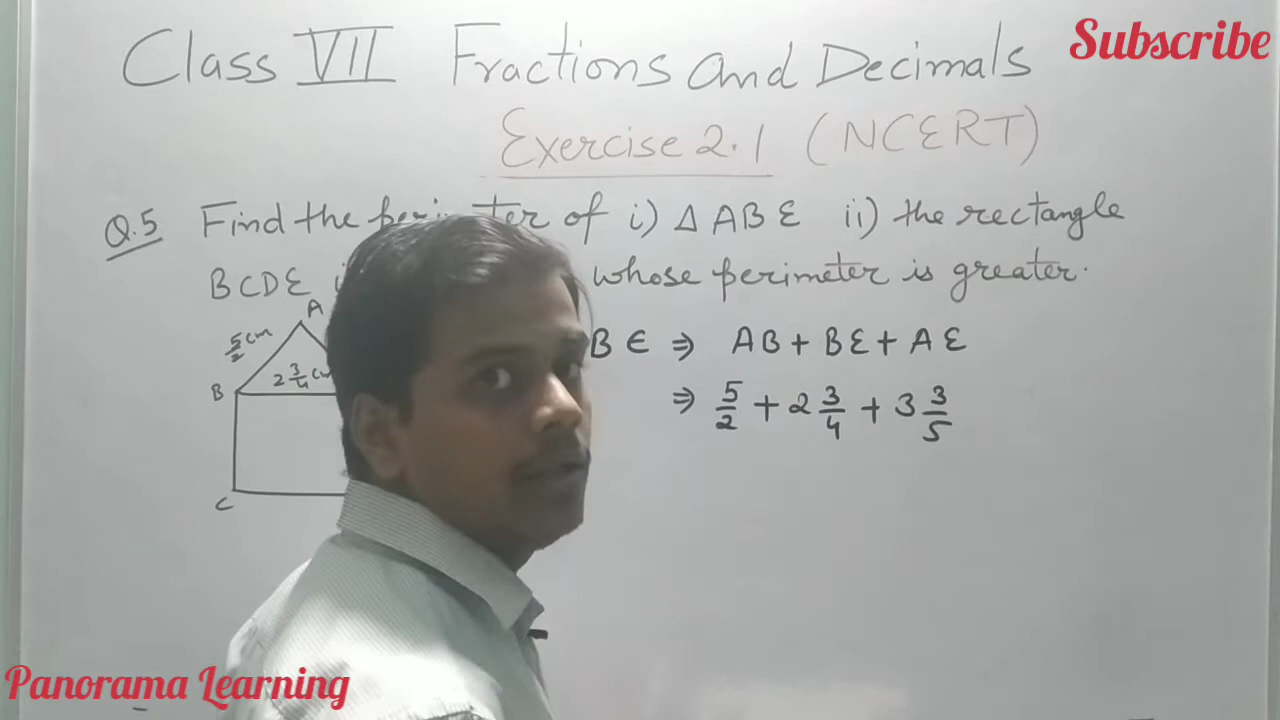 Subscribe
Class VII Fractions and Decimals
Exercise 2.1 (NCERT)
Q.5 Find the of i) Δ ABE ii) the rectangle
BCDE whose perimeter is greater.
A
5/2 cm
2 3/4
B
C
BE ⇒ AB + BE + AE
⇒ 5/2 + 2 3/4 + 3 3/5
Panorama Learning